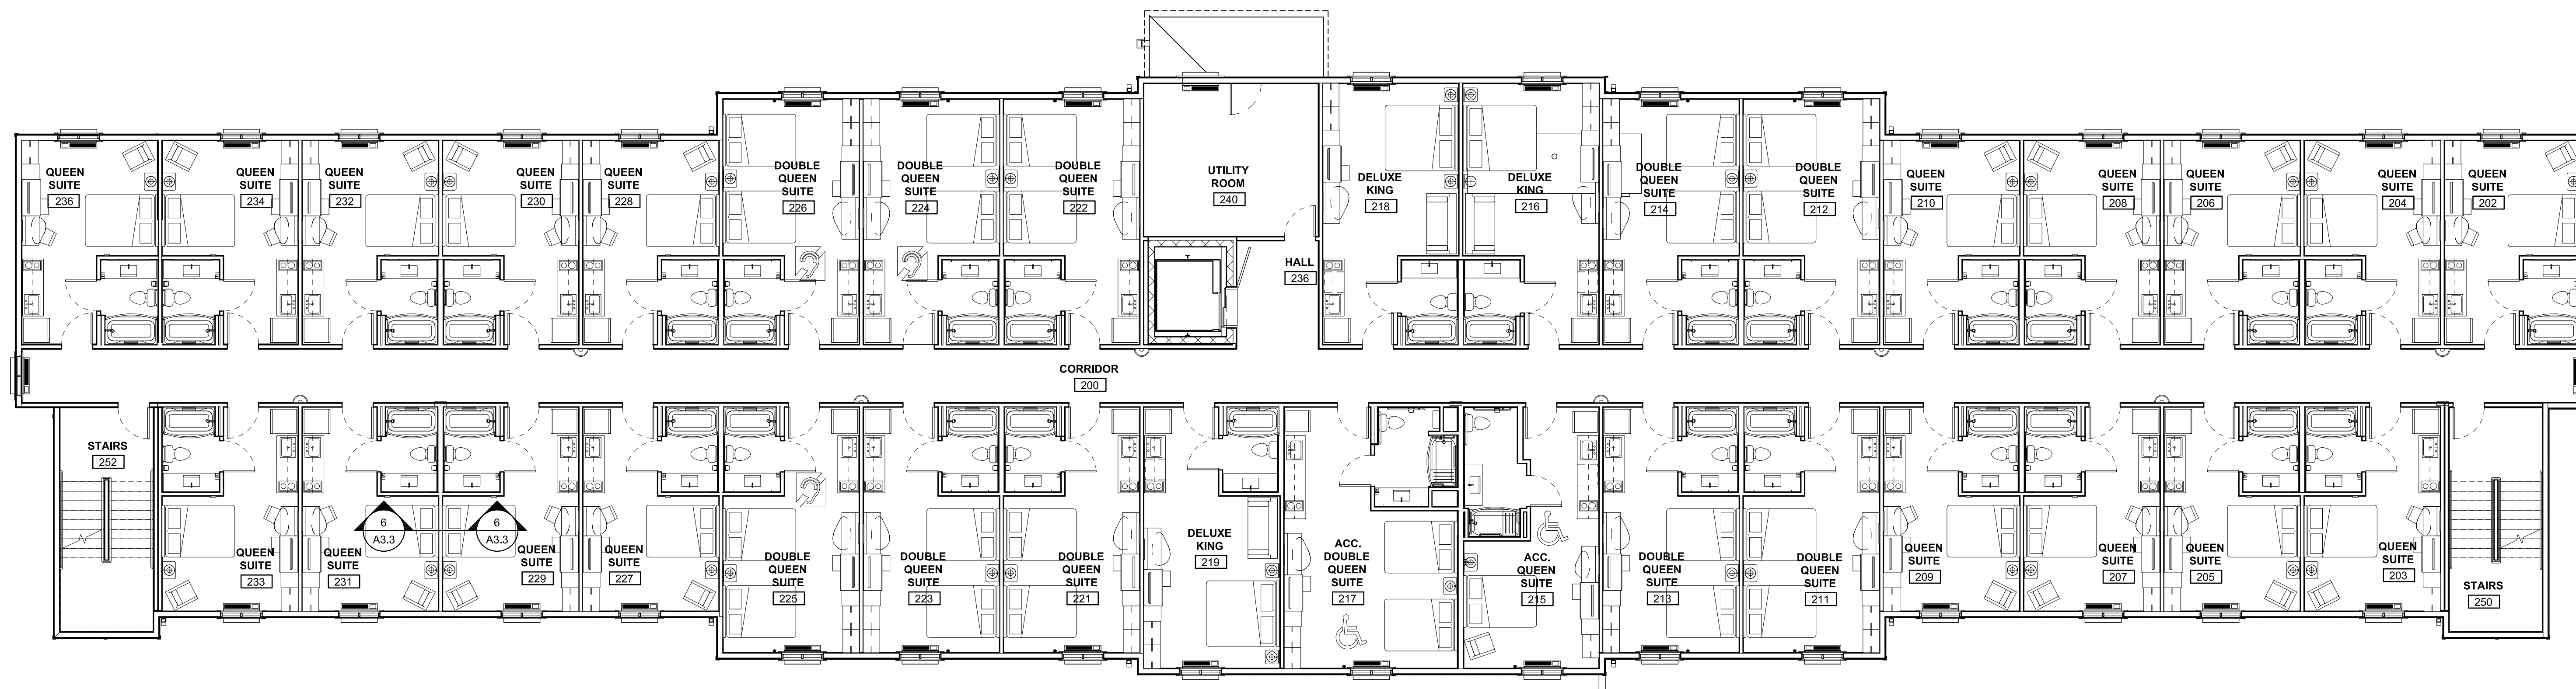 QUEEN
SUITE
236
QUEEN
SUITE
234
QUEEN
SUITE
232
QUEEN
SUITE
230
QUEEN
SUITE
228
DOUBLE
QUEEN
SUITE
226
DOUBLE
QUEEN
SUITE
224
DOUBLE
QUEEN
SUITE
222
UTILITY
ROOM
240
HALL
236
DELUXE
KING
218
DELUXE
KING
216
DOUBLE
QUEEN
SUITE
214
DOUBLE
QUEEN
SUITE
212
QUEEN
SUITE
210
QUEEN
SUITE
208
QUEEN
SUITE
206
QUEEN
SUITE
204
QUEEN
SUITE
202
CORRIDOR
200
STAIRS
252
QUEEN
SUITE
233
QUEEN
SUITE
231
6
A3.3
6
A3.3
QUEEN
SUITE
229
QUEEN
SUITE
227
DOUBLE
QUEEN
SUITE
225
DOUBLE
QUEEN
SUITE
223
DOUBLE
QUEEN
SUITE
221
DELUXE
KING
219
ACC.
DOUBLE
QUEEN
SUITE
217
ACC.
QUEEN
SUITE
215
DOUBLE
QUEEN
SUITE
213
DOUBLE
QUEEN
SUITE
211
QUEEN
SUITE
209
QUEEN
SUITE
207
QUEEN
SUITE
205
QUEEN
SUITE
203
STAIRS
250